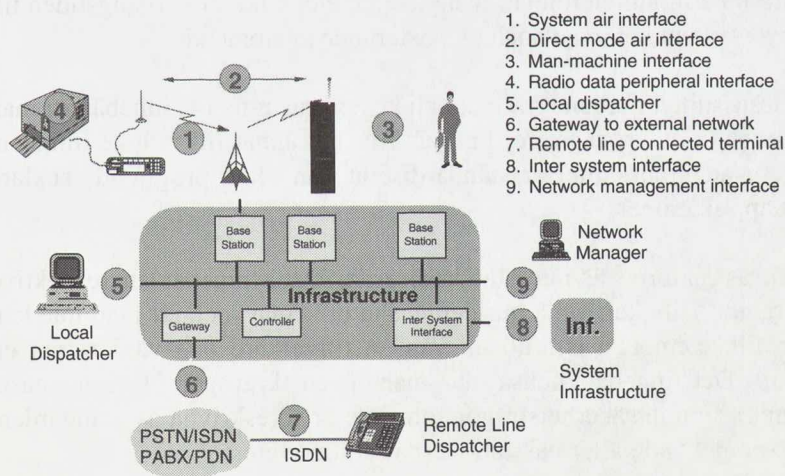 1. System air interface
2. Direct mode air interface
3. Man-machine interface
4. Radio data peripheral interface
5. Local dispatcher
6. Gateway to external network
7. Remote line connected terminal
8. Inter system interface
9. Network management interface
2
4
1
3
Base
Station
Base
Station
Base
Station
Network
Manager
5
Infrastructure
9
Local
Dispatcher
Gateway
Controller
Inter System
Interface
8
Inf.
System
Infrastructure
6
7
PSTN/ISDN
PABX/PDN
ISDN
Remote Line
Dispatcher